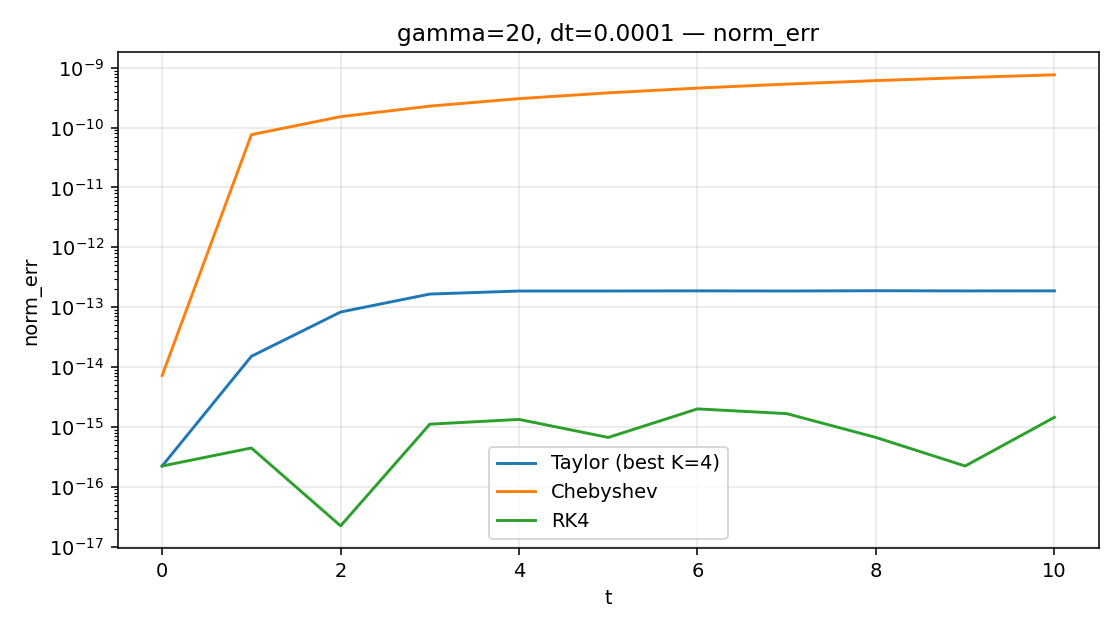 gamma=20, dt=0.0001 — norm_err
10⁻⁹
10⁻¹⁰
10⁻¹¹
10⁻¹²
10⁻¹³
10⁻¹⁴
10⁻¹⁵
10⁻¹⁶
10⁻¹⁷
norm_err
Taylor (best K=4)
Chebyshev
RK4
0 2 4 6 8 10
t